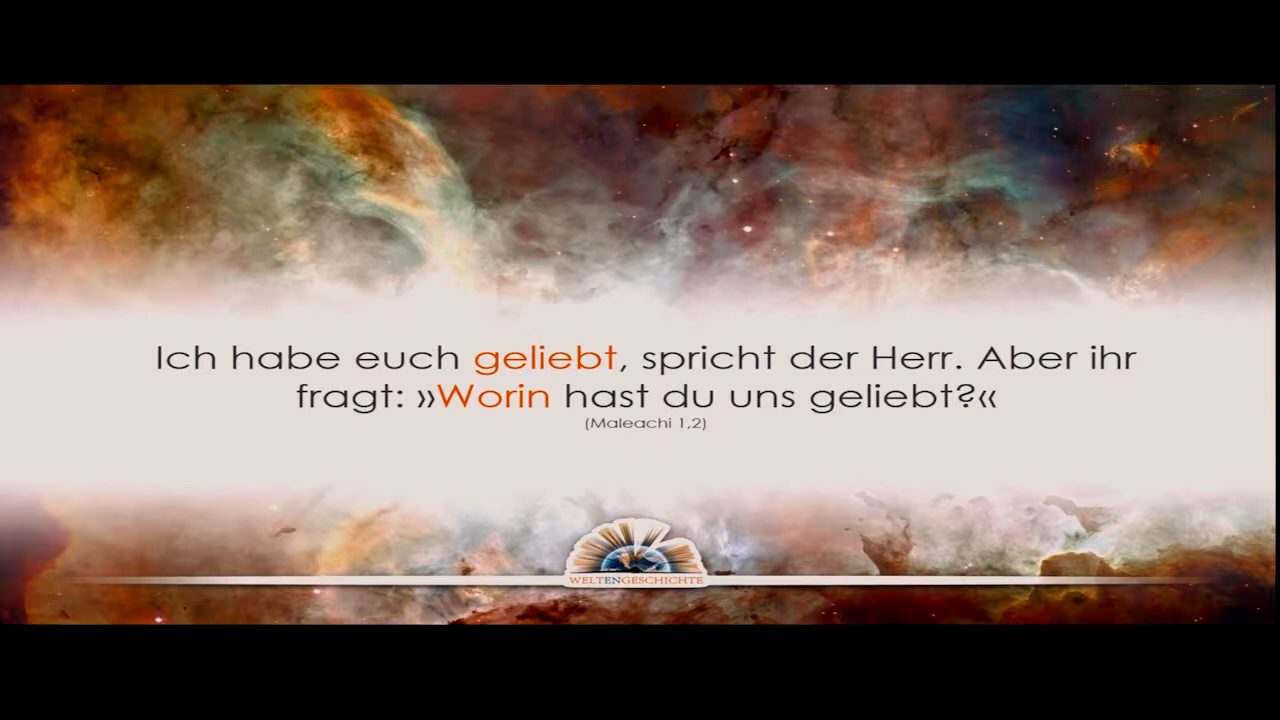 Ich habe euch geliebt, spricht der Herr. Aber ihr
fragt: »Worin hast du uns geliebt?«
(Maleachi 1,2)
WELTENGESCHICHTE